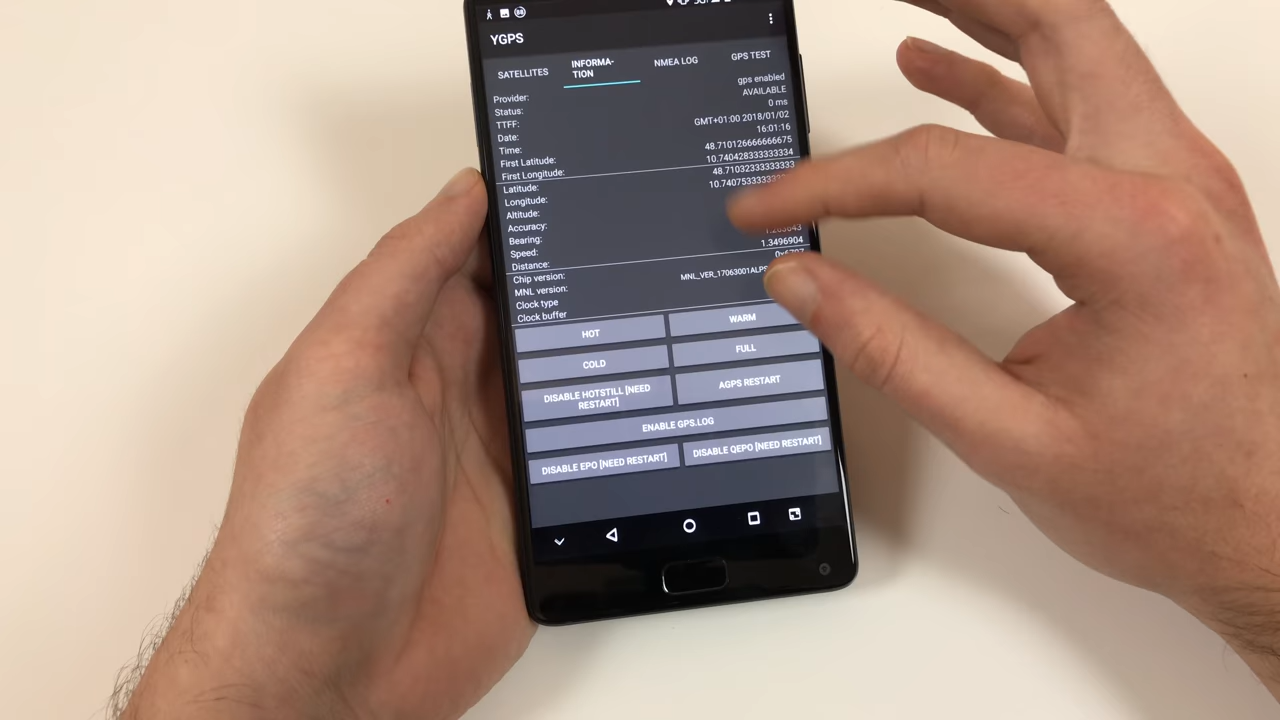 YGPS
SATELLITES
INFORMA-
TION
NMEA LOG
GPS TEST
Provider: gps enabled
Status: AVAILABLE
TTFF: 0 ms
Date: GMT+01:00 2018/01/02
Time: 16:01:16
First Latitude: 48.710126666666675
First Longitude: 10.740428333333334
Latitude: 48.71032333333333
Longitude:
Altitude:
Accuracy:
Bearing:
Speed: 1.3496904
Distance:
Chip version:
MNL version:
Clock type
Clock buffer
HOT
WARM
COLD
FULL
DISABLE HOTSTILL [NEED
RESTART]
AGPS RESTART
ENABLE GPS.LOG
DISABLE EPO [NEED RESTART]
DISABLE QEPO [NEED RESTART]